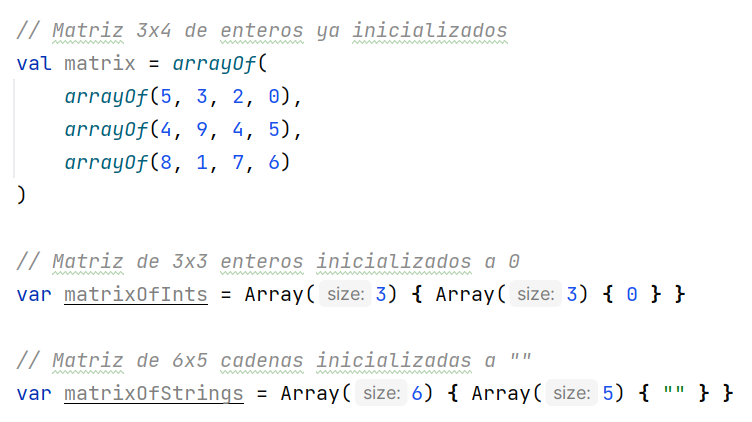 // Matriz 3x4 de enteros ya inicializados
val matrix = arrayOf(
    arrayOf(5, 3, 2, 0),
    arrayOf(4, 9, 4, 5),
    arrayOf(8, 1, 7, 6)
)
// Matriz de 3x3 enteros inicializados a 0
var matrixOfInts = Array( size: 3) { Array( size: 3) { 0 } }
// Matriz de 6x5 cadenas inicializadas a ""
var matrixOfStrings = Array( size: 6) { Array( size: 5) { "" } }